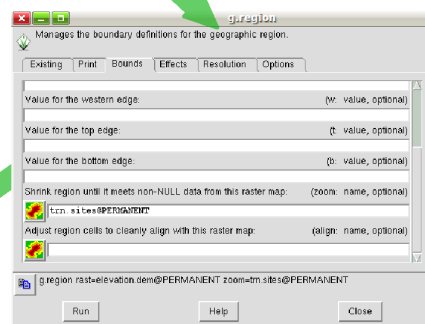 g.region
Manages the boundary definitions for the geographic region.
Existing Print Bounds Effects Resolution Options
Value for the western edge: (w: value, optional)
Value for the top edge: (t: value, optional)
Value for the bottom edge: (b: value, optional)
Shrink region until it meets non-NULL data from this raster map: (zoom: name, optional)
trn.sites@PERMANENT
Adjust region cells to cleanly align with this raster map: (align: name, optional)
g.region rast=elevation.dem@PERMANENT zoom=trn.sites@PERMANENT
Run Help Close